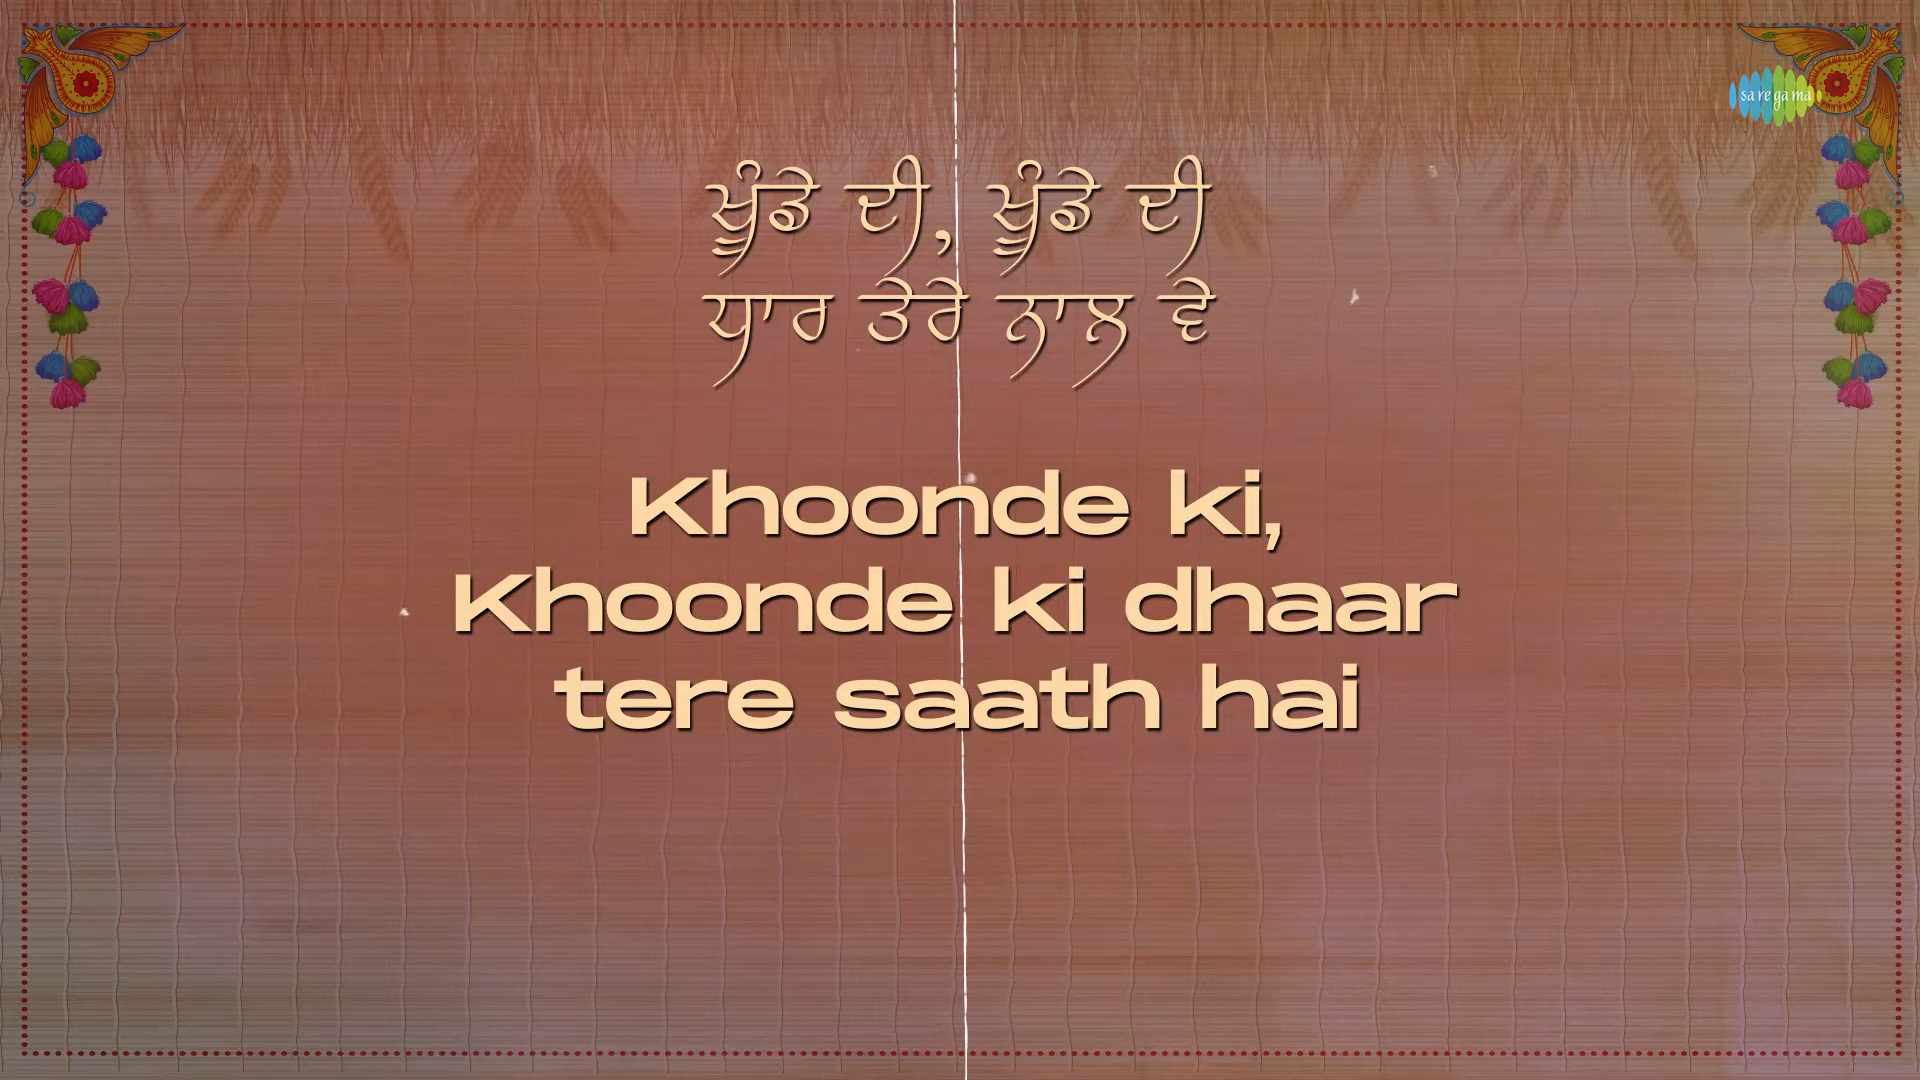 saregama
ਖੂੰਡੇ ਦੀ, ਖੂੰਡੇ ਦੀ
ਧਾਰ ਤੇਰੇ ਨਾਲ ਵੇ
Khoonde ki,
Khoonde ki dhaar
tere saath hai